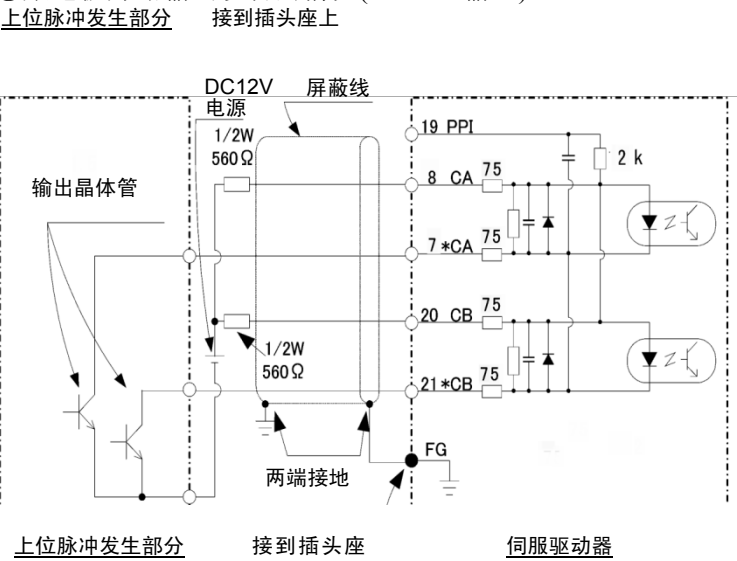 上位脉冲发生部分 接到插头座上
DC12V 屏蔽线
电源
19 PPI
1/2W
560Ω
2 k
8 CA 75
输出晶体管
7 *CA 75
20 CB 75
1/2W
560Ω
21 *CB 75
FG
两端接地
上位脉冲发生部分 接到插头座 伺服驱动器